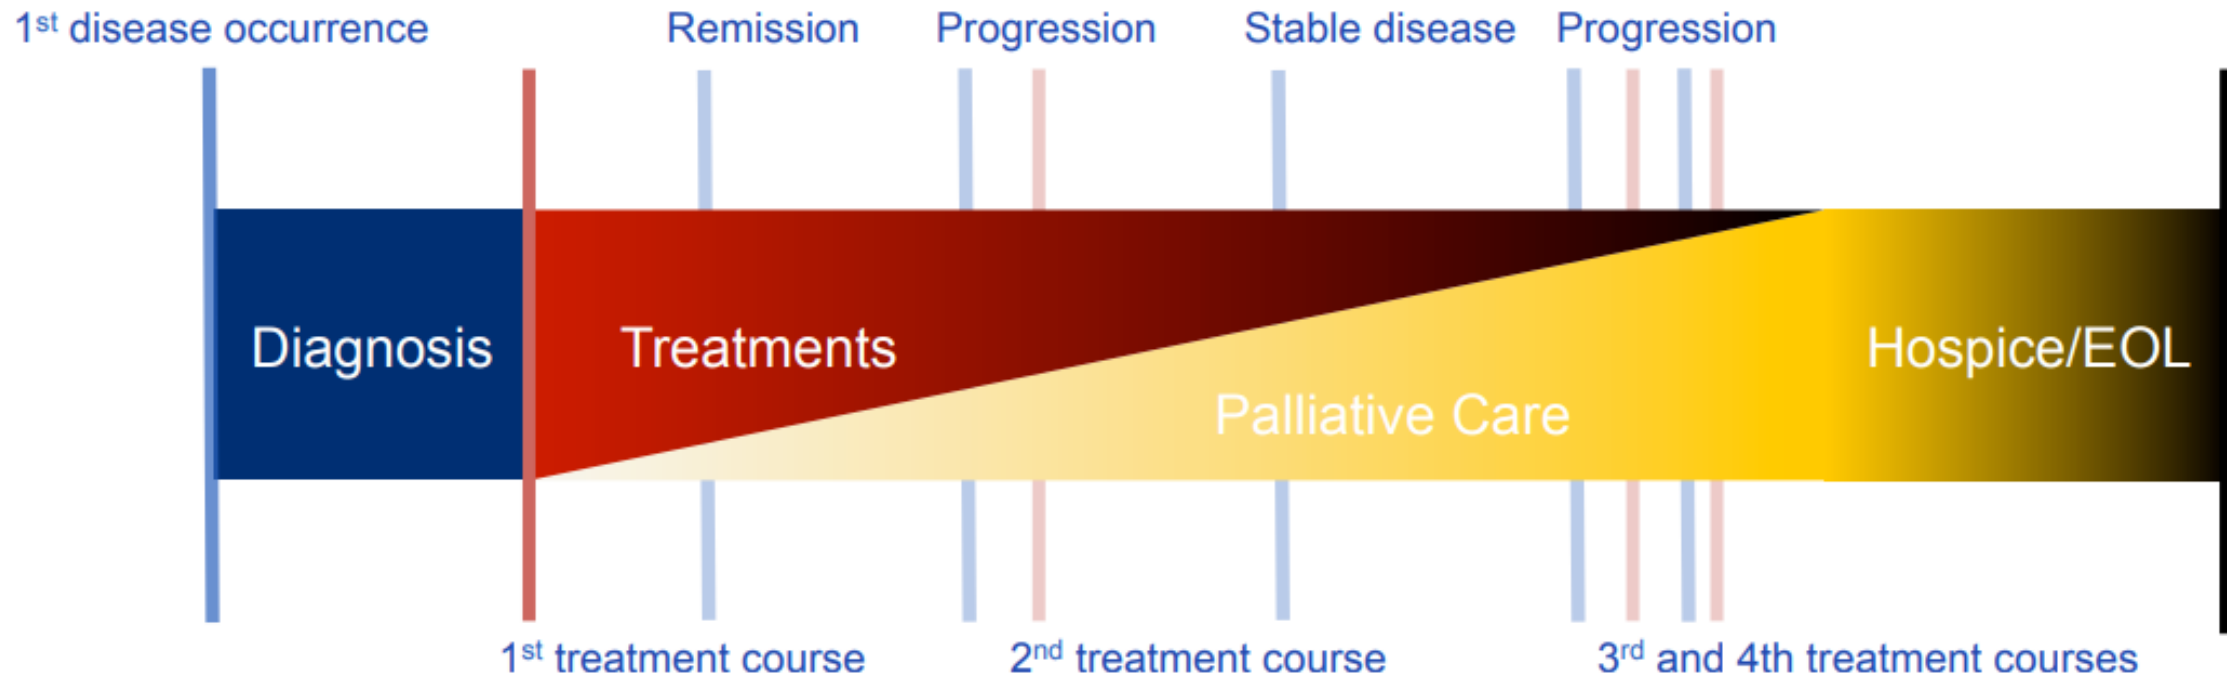 1st disease occurrence Remission Progression Stable disease Progression
Diagnosis Treatments Hospice/EOL
Palliative Care
1st treatment course 2nd treatment course 3rd and 4th treatment courses